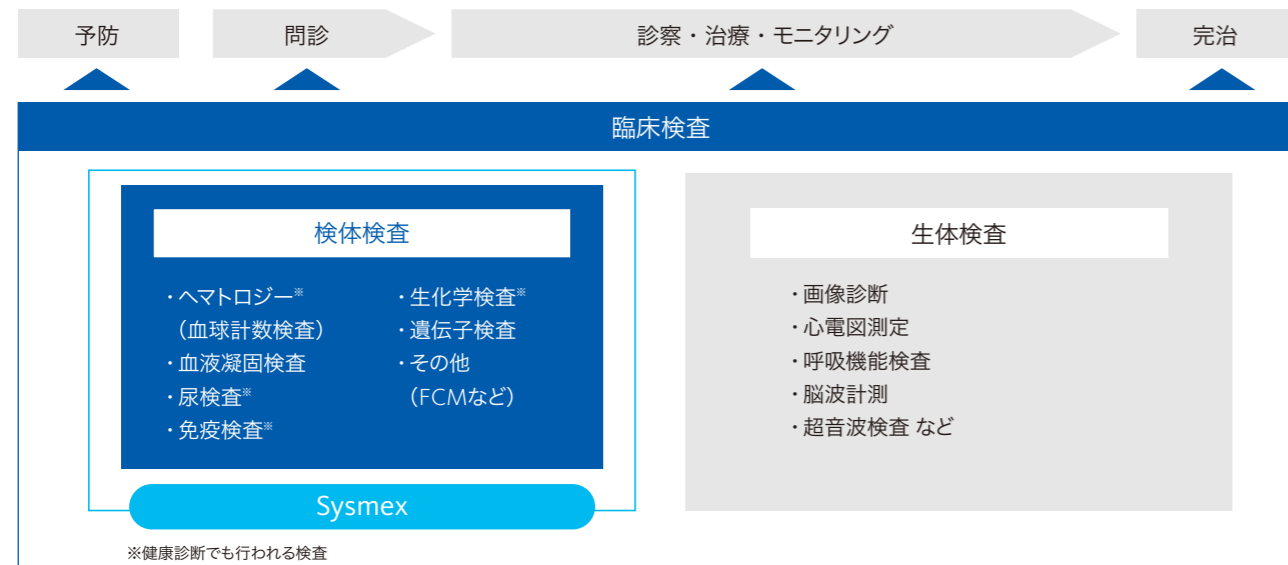 予防
問診
診察・治療・モニタリング
完治
臨床検査
検体検査
・ヘマトロジー※
（血球計数検査）
・血液凝固検査
・尿検査※
・免疫検査※
・生化学検査※
・遺伝子検査
・その他
（FCMなど）
Sysmex
※健康診断でも行われる検査
生体検査
・画像診断
・心電図測定
・呼吸機能検査
・脳波計測
・超音波検査 など